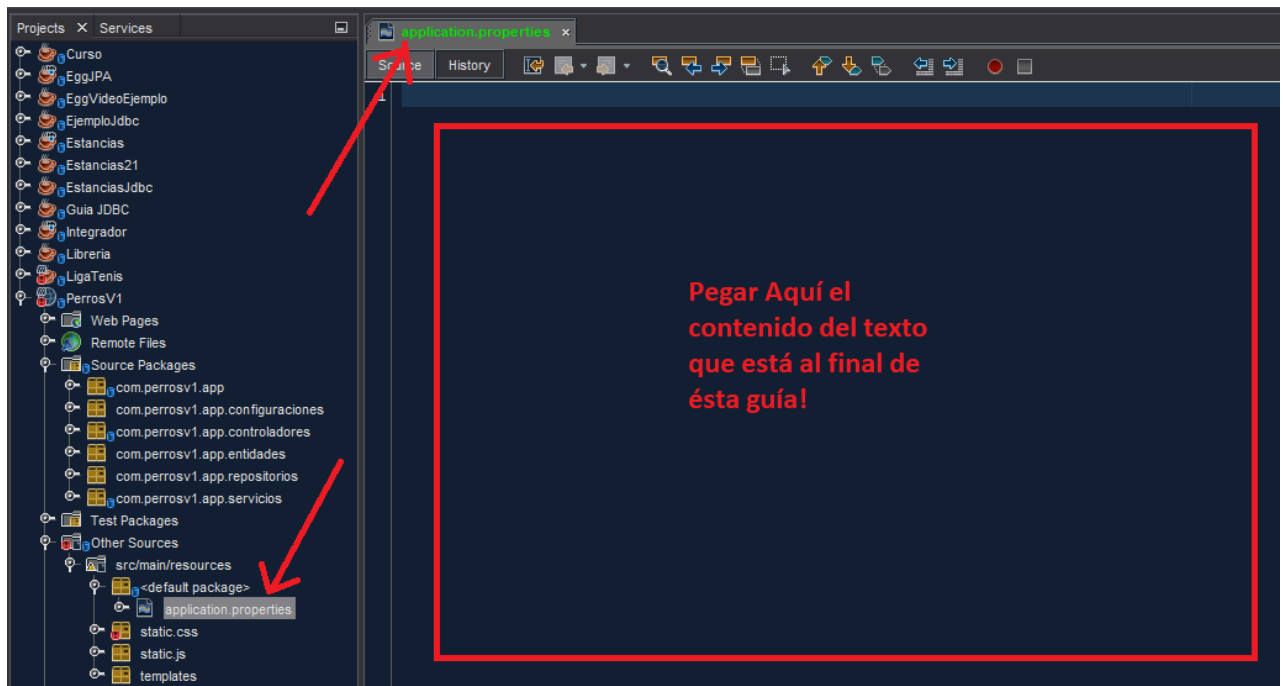 Projects X Services
Curso
EggJPA
EggVideoEjemplo
EjemploJdbc
Estancias
Estancias21
EstanciasJdbc
Guia JDBC
Integrador
Libreria
LigaTenis
PerrosV1
Web Pages
Remote Files
Source Packages
com.perrosv1.app
com.perrosv1.app.configuraciones
com.perrosv1.app.controladores
com.perrosv1.app.entidades
com.perrosv1.app.repositorios
com.perrosv1.app.servicios
Test Packages
Other Sources
src/main/resources
<default package>
application.properties
static.css
static.js
templates
application.properties ×
Source History
1
Pegar Aquí el
contenido del texto
que está al final de
ésta guía!